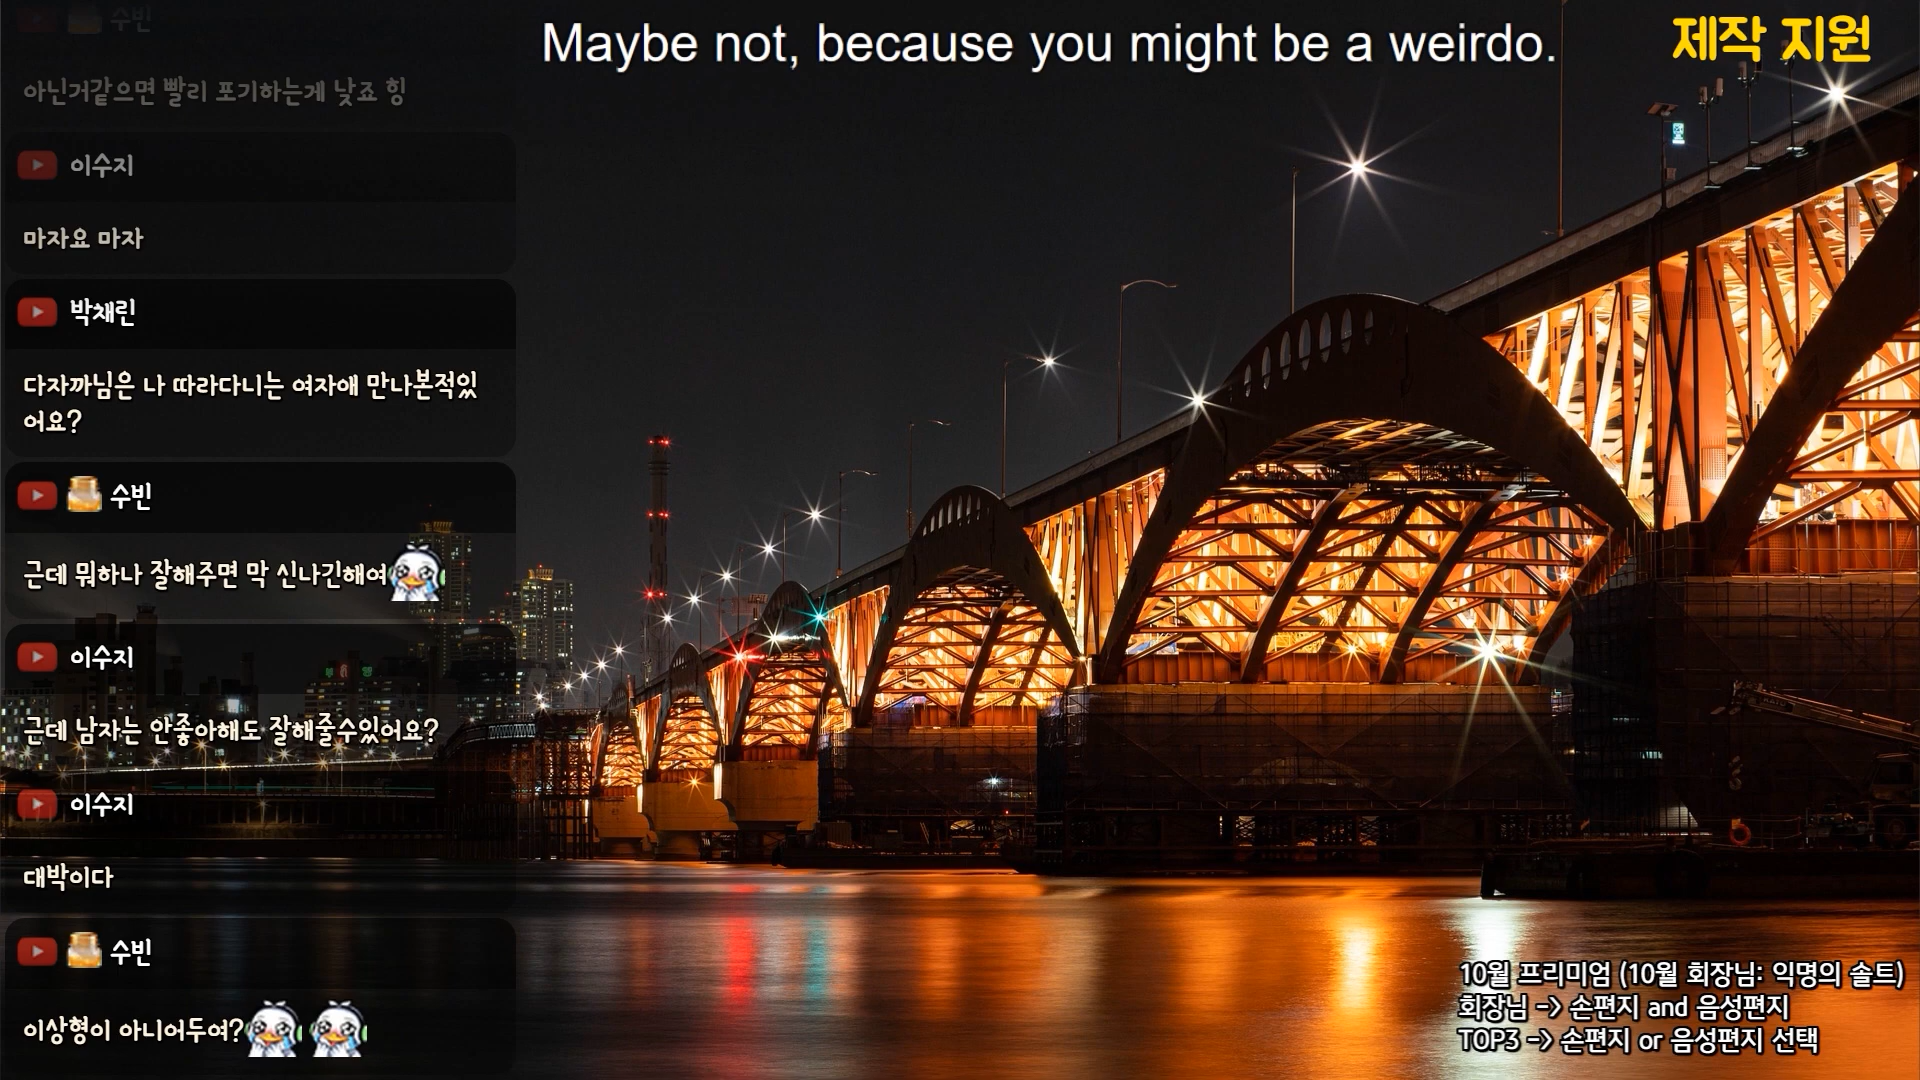 Maybe not, because you might be a weirdo.
제작 지원
수빈
아닌거같으면 빨리 포기하는게 낮죠 힝
이수지
마자요 마자
박채린
다자까님은 나 따라다니는 여자애 만나본적있
어요?
수빈
근데 뭐하나 잘해주면 막 신나긴해여
이수지
근데 남자는 안좋아해도 잘해줄수있어요?
이수지
대박이다
수빈
이상형이 아니어두여?
10월 프리미엄 (10월 회장님: 익명의 솔트)
회장님 -> 손편지 and 음성편지
TOP3 -> 손편지 or 음성편지 선택